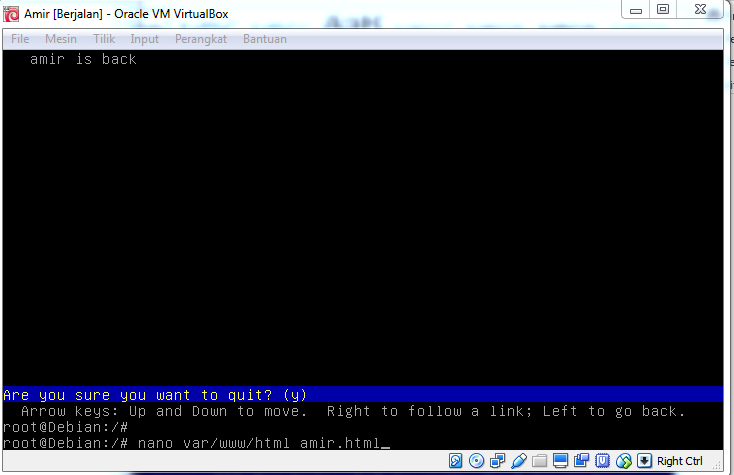 Amir [Berjalan] - Oracle VM VirtualBox
File Mesin Tilik Input Perangkat Bantuan
amir is back
Are you sure you want to quit? (y)
Arrow keys: Up and Down to move. Right to follow a link; Left to go back.
root@Debian:/#
root@Debian:/# nano var/www/html amir.html_
Right Ctrl